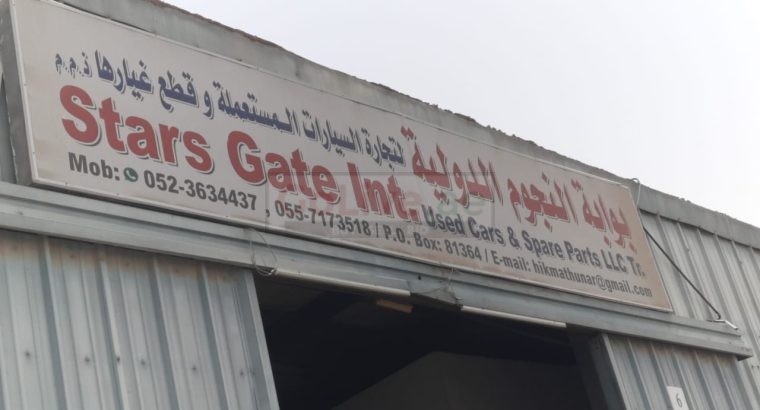 بوابة النجوم الدولية لتجارة السيارات المستعملة و قطع غيارها ذ.م.م
Stars Gate Int. Used Cars & Spare Parts LLC Tr.
Mob: 052-3634437 , 055-7173518 / P.O. Box: 81364 / E-mail: hikmathunar@gmail.com
6